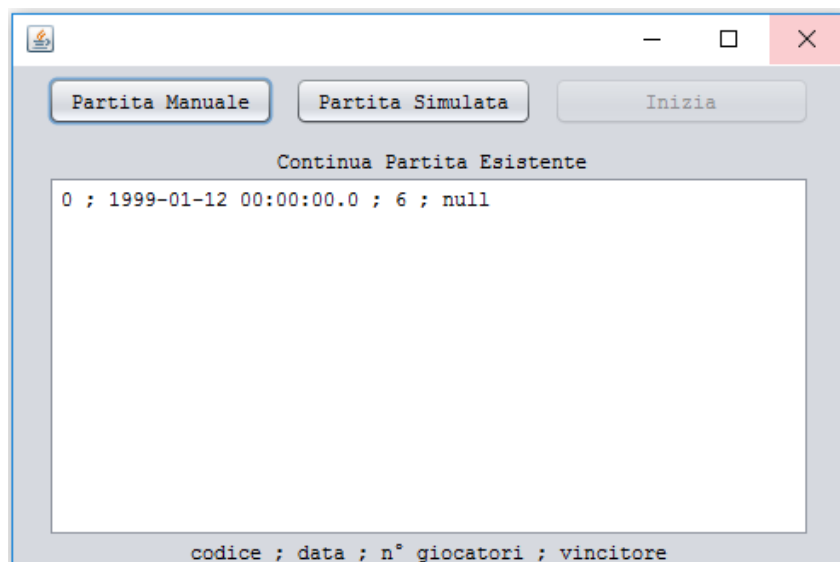 Partita Manuale Partita Simulata Inizia
Continua Partita Esistente
0 ; 1999-01-12 00:00:00.0 ; 6 ; null
codice ; data ; n° giocatori ; vincitore